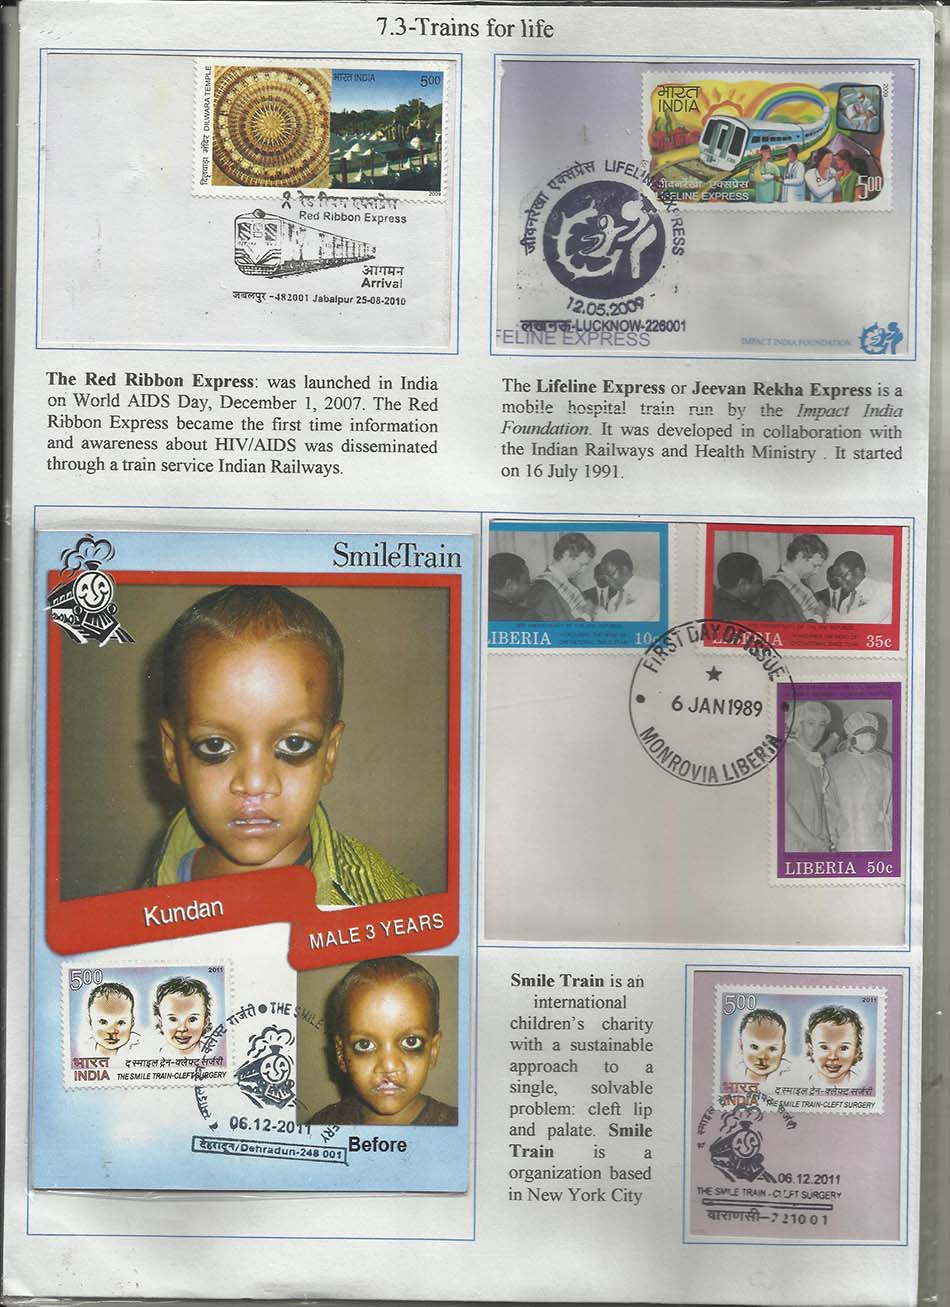 7.3-Trains for life
दिलवाड़ा मंदिर DILWARA TEMPLE
भारत INDIA
500
2009
रेड रिबन एक्सप्रेस
Red Ribbon Express
आगमन
Arrival
जबलपुर -482001 Jabalpur 25-08-2010
भारत
INDIA
2009
जीवनरेखा एक्सप्रेस
LIFELINE EXPRESS
5.00
जीवनरेखा एक्सप्रेस LIFELINE EXPRESS
12.05.2009
लखनऊ-LUCKNOW-226001
FELINE EXPRESS
IMPACT INDIA FOUNDATION
The Red Ribbon Express: was launched in India
on World AIDS Day, December 1, 2007. The Red
Ribbon Express became the first time information
and awareness about HIV/AIDS was disseminated
through a train service Indian Railways.
The Lifeline Express or Jeevan Rekha Express is a
mobile hospital train run by the Impact India
Foundation. It was developed in collaboration with
the Indian Railways and Health Ministry . It started
on 16 July 1991.
SmileTrain
Kundan
MALE 3 YEARS
5.00
2011
भारत
INDIA
द स्माइल ट्रेन-क्लेफ्ट सर्जरी
THE SMILE TRAIN-CLEFT SURGERY
06.12-2011
देहरादून/Dehradun-248 001
Before
LIBERIA 10c
LIBERIA 35c
FIRST DAY OF ISSUE
6 JAN 1989
MONROVIA LIBERIA
LIBERIA 50c
Smile Train is an
international
children's charity
with a sustainable
approach to a
single, solvable
problem: cleft lip
and palate. Smile
Train is a
organization based
in New York City
5.00
2011
भारत
INDIA
द स्माइल ट्रेन-क्लेफ्ट सर्जरी
THE SMILE TRAIN-CLEFT SURGERY
06.12.2011
THE SMILE TRAIN - CLEFT SURGERY
वाराणसी-221001